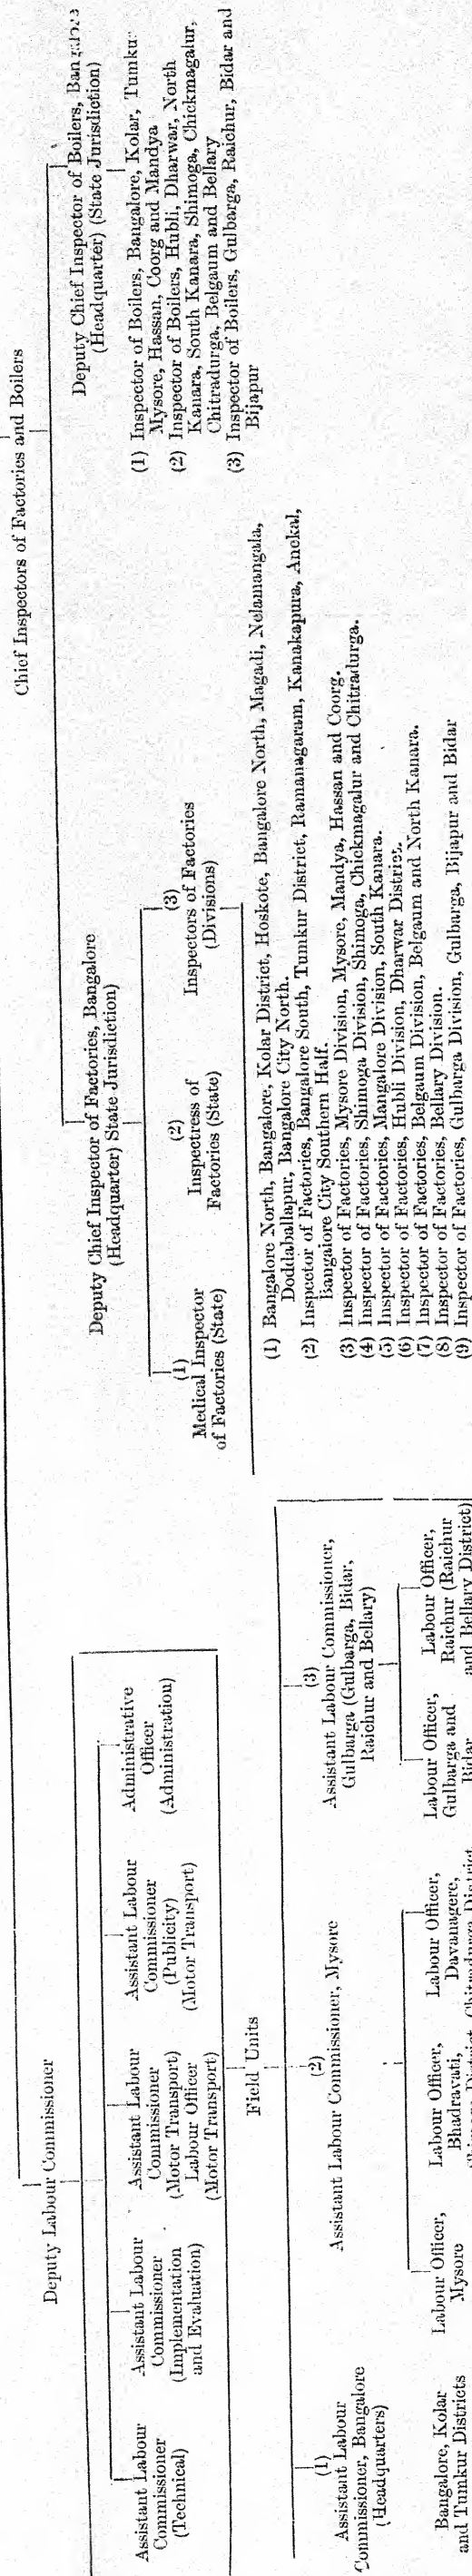 Chief Inspectors of Factories and Boilers
Deputy Labour Commissioner
Assistant Labour
Commissioner
(Technical)
Assistant Labour
Commissioner
(Implementation
and Evaluation)
Assistant Labour
Commissioner
(Motor Transport)
Labour Officer
(Motor Transport)
Assistant Labour
Commissioner
(Publicity)
(Motor Transport)
Administrative
Officer
(Administration)
Field Units
(1)
Assistant Labour
Commissioner, Bangalore
(Headquarters)
Bangalore, Kolar
and Tumkur Districts
(2)
Assistant Labour Commissioner, Mysore
Labour Officer,
Mysore
Labour Officer,
Bhadravati,
Labour Officer,
Davanagere,
Chitradurga District
(3)
Assistant Labour Commissioner,
Gulbarga (Gulbarga, Bidar,
Raichur and Bellary)
Labour Officer,
Gulbarga and
Bidar
Labour Officer,
Raichur (Raichur
and Bellary District)
Deputy Chief Inspector of Factories, Bangalore
(Headquarter) State Jurisdiction)
(1)
Medical Inspector
of Factories (State)
(2)
Inspectress of
Factories (State)
(3)
Inspectors of Factories
(Divisions)
(1) Bangalore North, Bangalore, Kolar District, Hoskote, Bangalore North, Magadi, Nelamangala,
Doddaballapur, Bangalore City North.
(2) Inspector of Factories, Bangalore South, Tumkur District, Ramanagaram, Kanakapura, Anekal,
Bangalore City Southern Half.
(3) Inspector of Factories, Mysore Division, Mysore, Mandya, Hassan and Coorg.
(4) Inspector of Factories, Shimoga Division, Shimoga, Chickmagalur and Chitradurga.
(5) Inspector of Factories, Mangalore Division, South Kanara.
(6) Inspector of Factories, Hubli Division, Dharwar District.
(7) Inspector of Factories, Belgaum Division, Belgaum and North Kanara.
(8) Inspector of Factories, Bellary Division.
(9) Inspector of Factories, Gulbarga Division, Gulbarga, Bijapur and Bidar
Deputy Chief Inspector of Boilers, Bangalore
(Headquarter) (State Jurisdiction)
(1) Inspector of Boilers, Bangalore, Kolar, Tumkur
Mysore, Hassan, Coorg and Mandya
(2) Inspector of Boilers, Hubli, Dharwar, North
Kanara, South Kanara, Shimoga, Chickmagalur,
Chitradurga, Belgaum and Bellary
(3) Inspector of Boilers, Gulbarga, Raichur, Bidar and
Bijapur